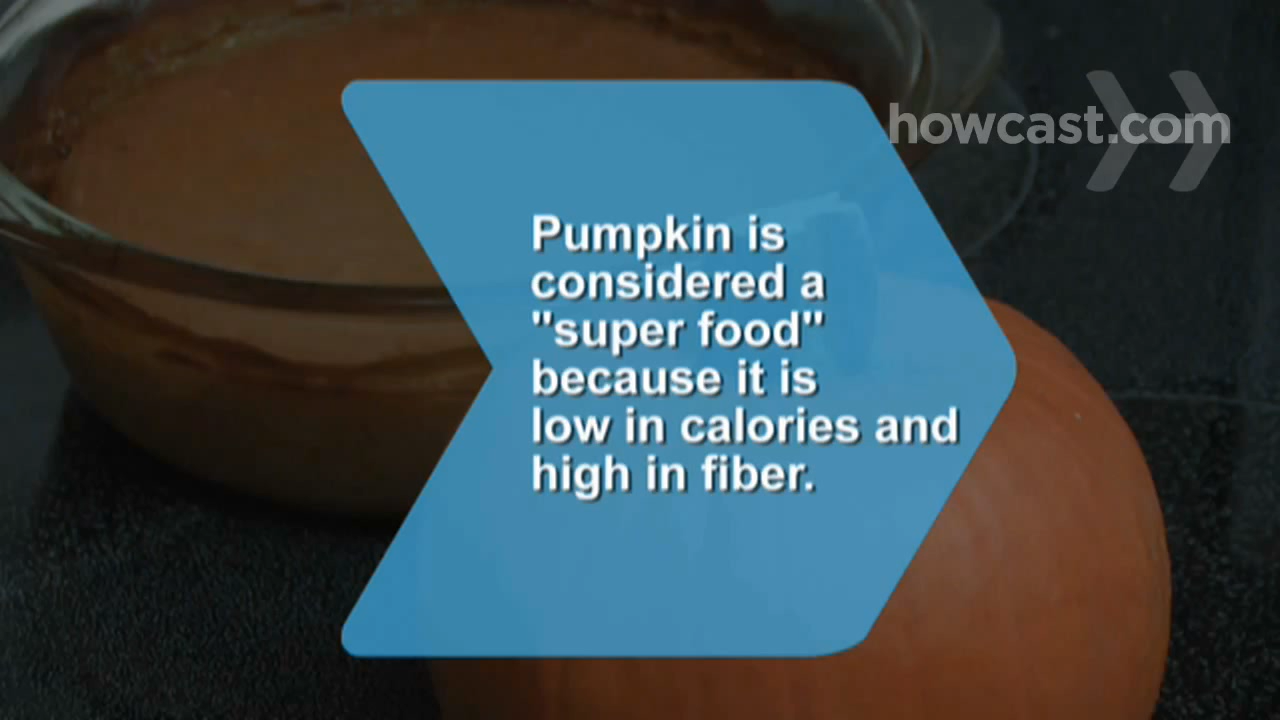 howcast.com
Pumpkin is
considered a
"super food"
because it is
low in calories and
high in fiber.